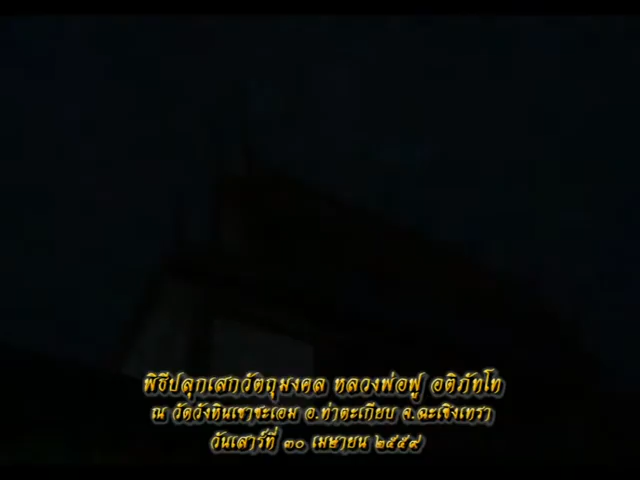 พิธีปลุกเสกวัตถุมงคล หลวงพ่อฟู อติภัทโท
ณ วัดวังหินเขาชะเอม อ.ท่าตะเกียบ จ.ฉะเชิงเทรา
วันเสาร์ที่ ๓๐ เมษายน ๒๕๕๙